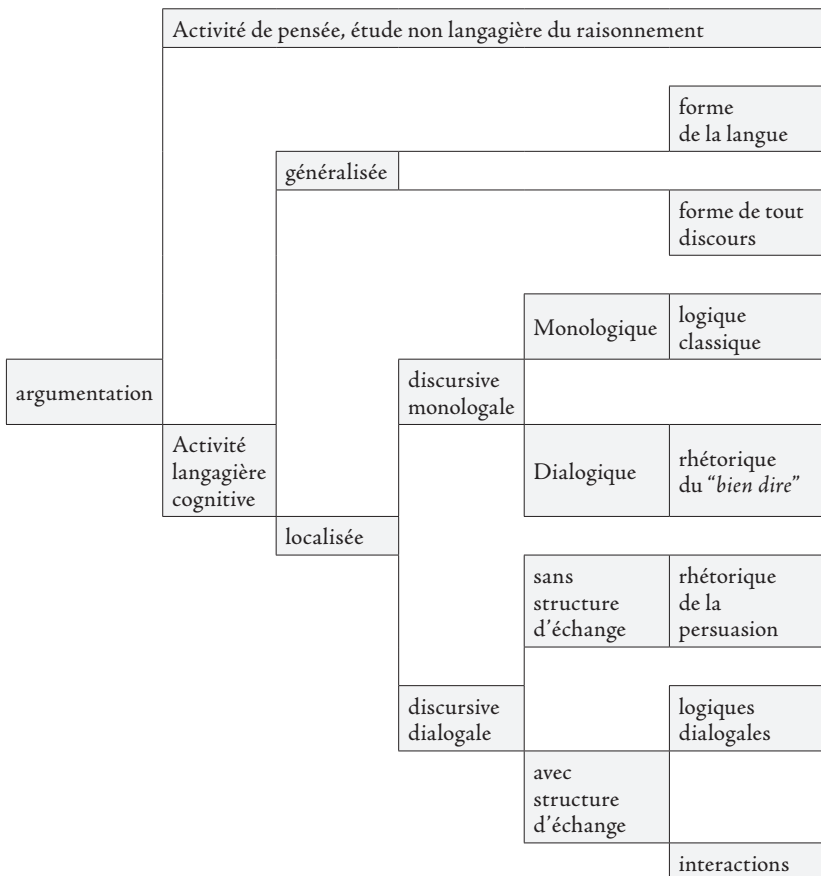 Activité de pensée, étude non langagière du raisonnement
forme
de la langue
généralisée
forme de tout
discours
Monologique
logique
classique
argumentation
discursive
monologale
Activité
langagière
cognitive
Dialogique
rhétorique
du “bien dire”
localisée
sans
structure
d’échange
rhétorique
de la
persuasion
discursive
dialogale
logiques
dialogales
avec
structure
d’échange
interactions